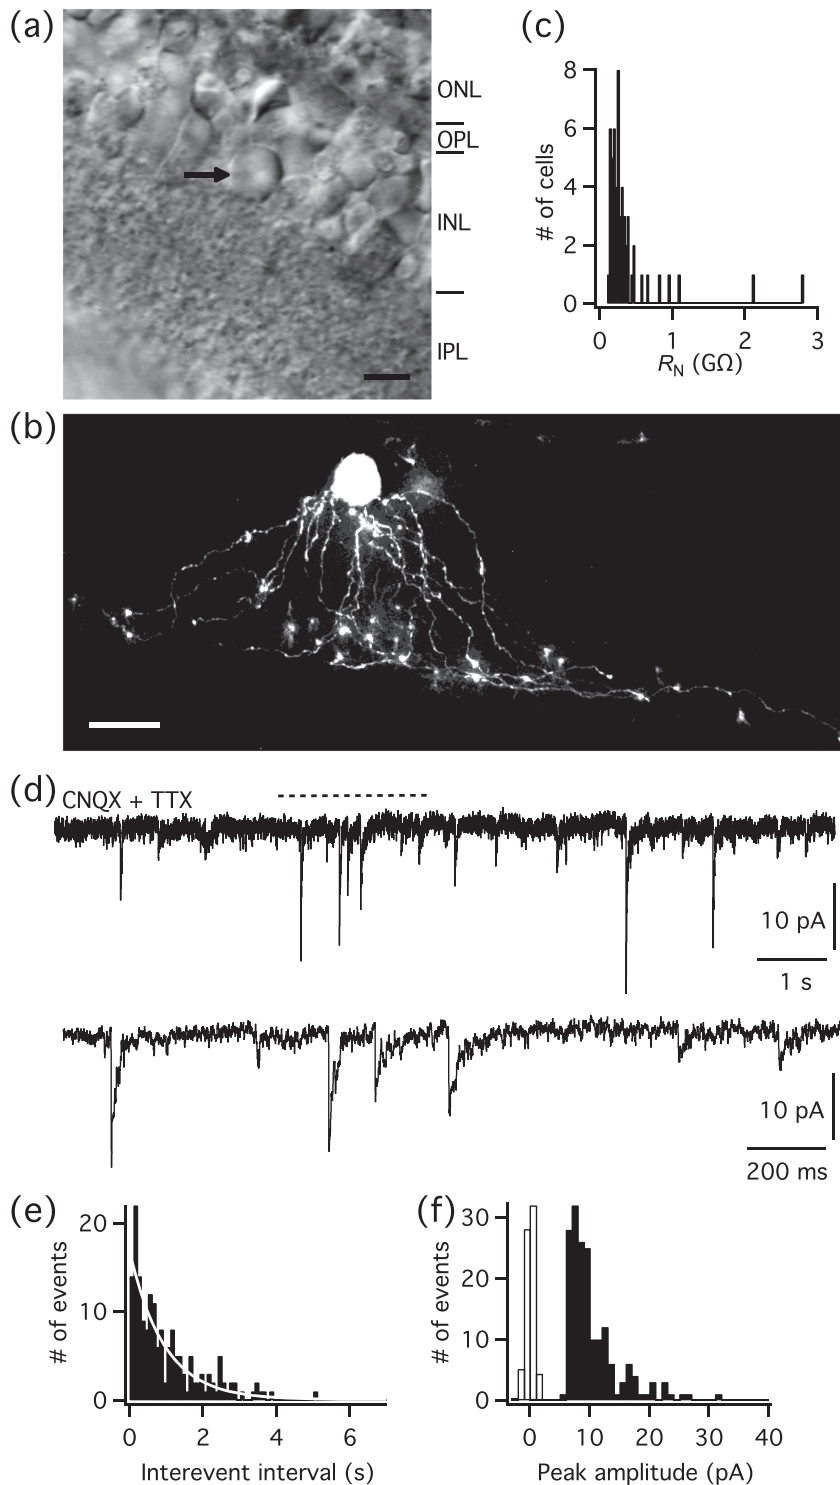 (a)
ONL
OPL
INL
IPL
(c)
8
6
4
2
0
# of cells
0 1 2 3
R_N (GΩ)
(b)
(d)
CNQX + TTX
10 pA
1 s
10 pA
200 ms
(e)
20
10
0
# of events
0 2 4 6
Interevent interval (s)
(f)
30
20
10
0
# of events
0 10 20 30 40
Peak amplitude (pA)